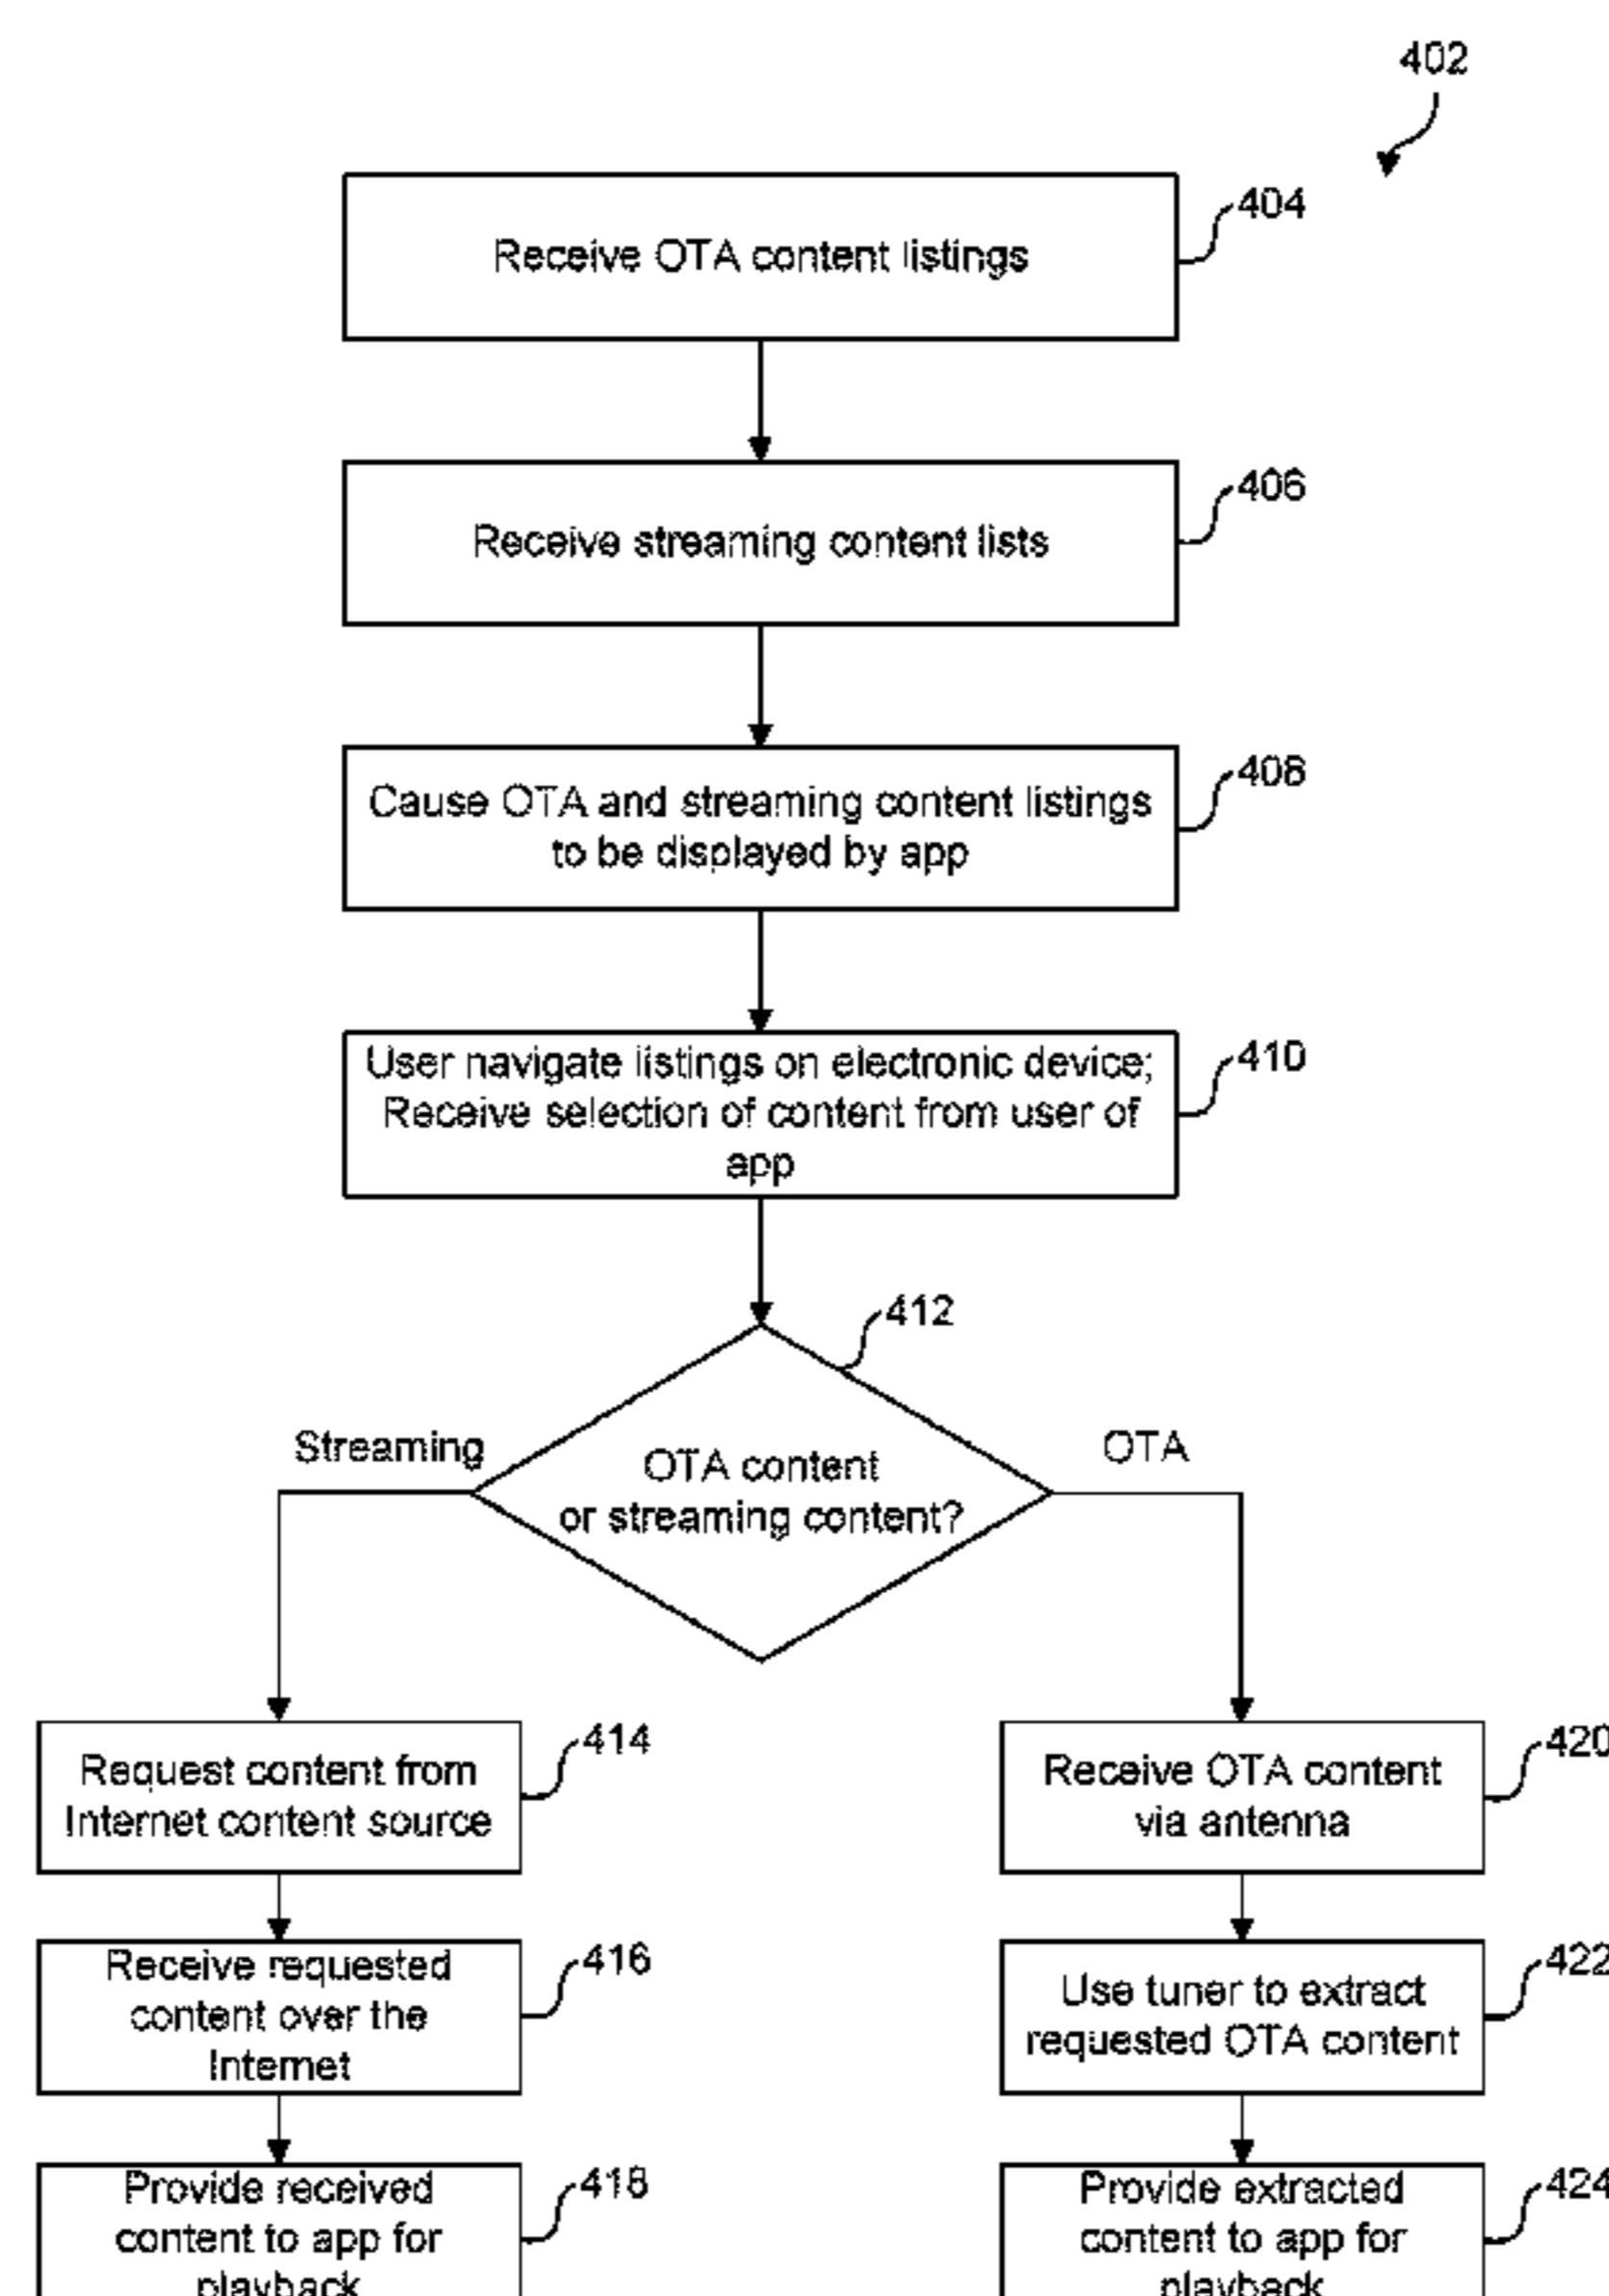 402
Receive OTA content listings
404
Receive streaming content lists
406
Cause OTA and streaming content listings
to be displayed by app
408
User navigate listings on electronic device;
Receive selection of content from user of
app
410
412
Streaming
OTA content
or streaming content?
OTA
Request content from
Internet content source
414
Receive OTA content
via antenna
420
Receive requested
content over the
Internet
416
Use tuner to extract
requested OTA content
422
Provide received
content to app for
playback
418
Provide extracted
content to app for
playback
424